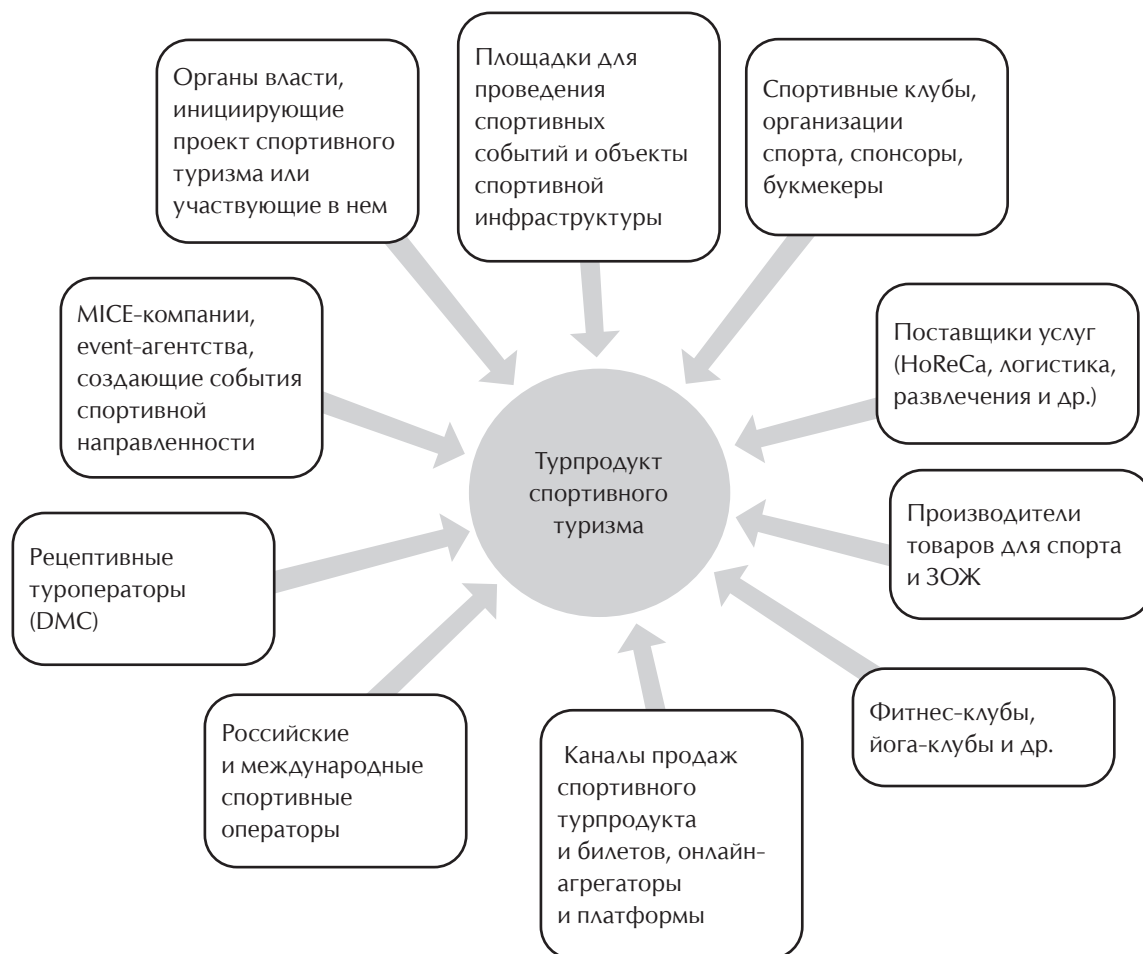 Органы власти,
инициирующие
проект спортивного
туризма или
участвующие в нем
Площадки для
проведения
спортивных
событий и объекты
спортивной
инфраструктуры
Спортивные клубы,
организации
спорта, спонсоры,
букмекеры
MICE-компании,
event-агентства,
создающие события
спортивной
направленности
Поставщики услуг
(HoReCa, логистика,
развлечения и др.)
Турпродукт
спортивного
туризма
Производители
товаров для спорта
и ЗОЖ
Рецептивные
туроператоры
(DMC)
Фитнес-клубы,
йога-клубы и др.
Российские
и международные
спортивные
операторы
Каналы продаж
спортивного
турпродукта
и билетов, онлайн-
агрегаторы
и платформы